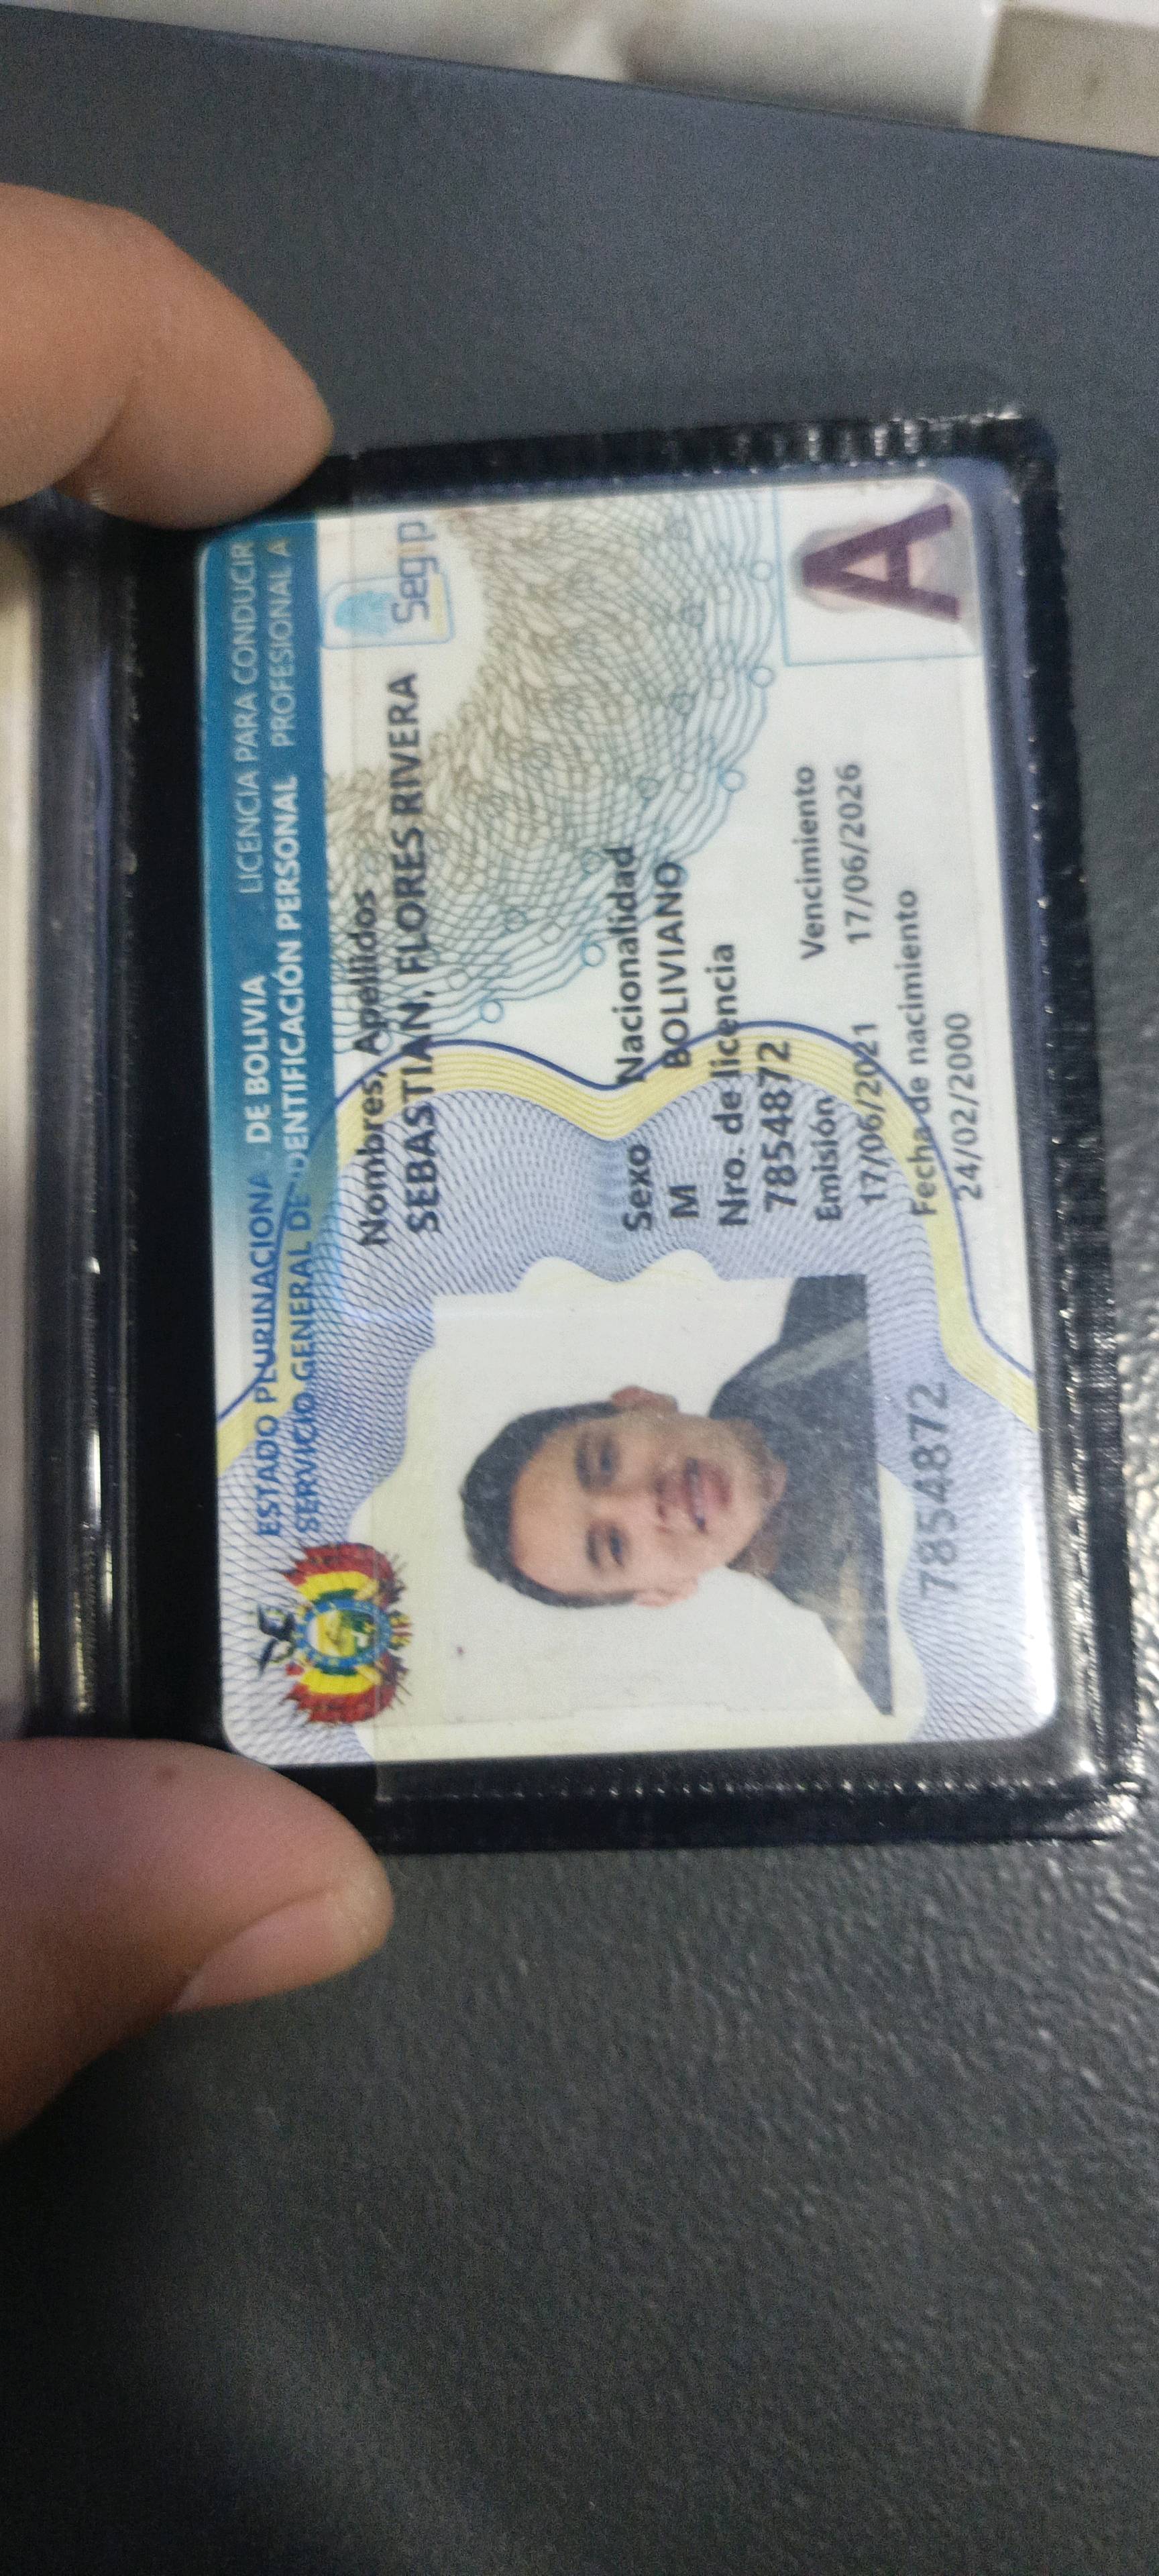 ESTADO PLURINACIONAL DE BOLIVIA LICENCIA PARA CONDUCIR
SERVICIO GENERAL DE IDENTIFICACIÓN PERSONAL PROFESIONAL A
Segip
Nombres, Apellidos
SEBASTIAN, FLORES RIVERA
Sexo Nacionalidad
M BOLIVIANO
Nro. de licencia
7854872
Emisión Vencimiento
17/06/2021 17/06/2026
Fecha de nacimiento
24/02/2000
7854872
A